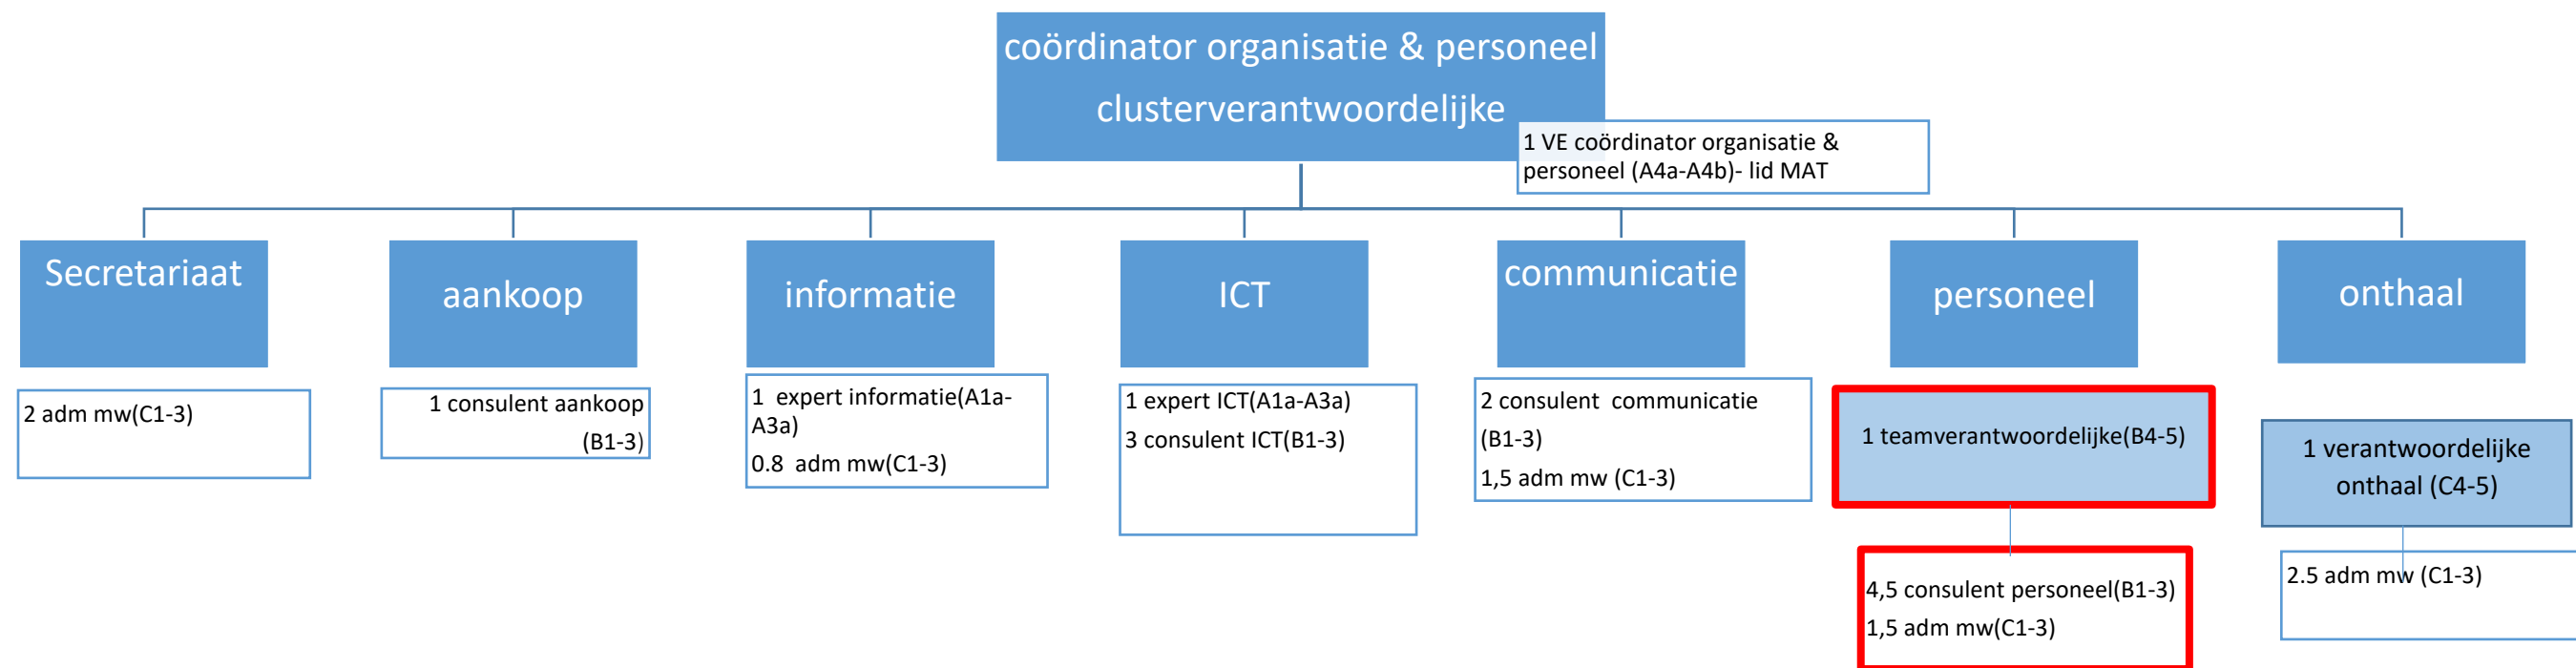 coördinator organisatie & personeel
clusterverantwoordelijke
1 VE coördinator organisatie &
personeel (A4a-A4b)- lid MAT
Secretariaat
aankoop
informatie
ICT
communicatie
personeel
onthaal
2 adm mw(C1-3)
1 consulent aankoop
(B1-3)
1  expert informatie(A1a-
A3a)
0.8  adm mw(C1-3)
1 expert ICT(A1a-A3a)
3 consulent ICT(B1-3)
2 consulent  communicatie
(B1-3)
1,5 adm mw (C1-3)
1 teamverantwoordelijke(B4-5)
4,5 consulent personeel(B1-3)
1,5 adm mw(C1-3)
1 verantwoordelijke
onthaal (C4-5)
2.5 adm mw (C1-3)